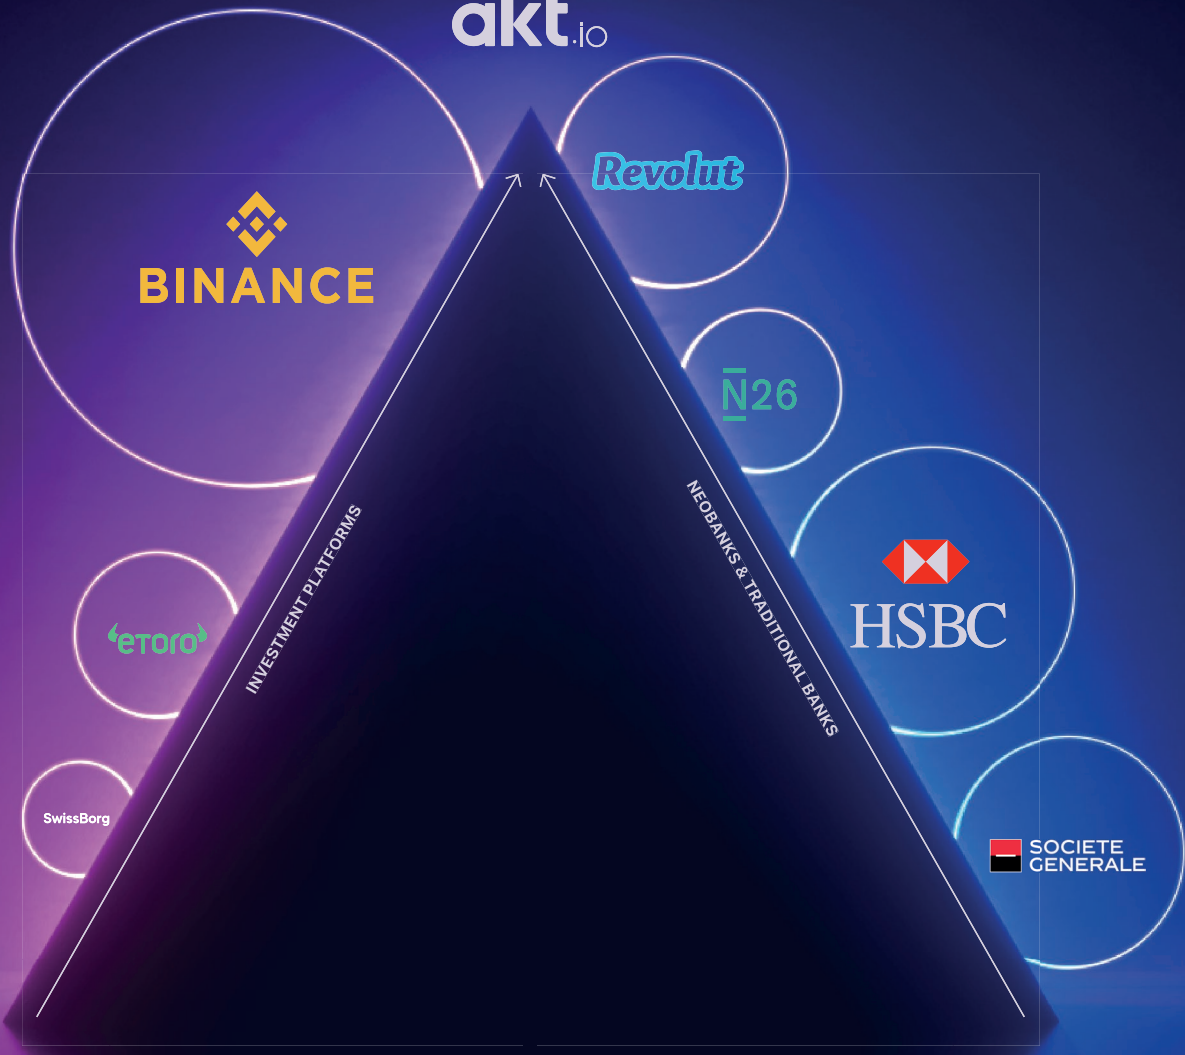 akt.io
Revolut
BINANCE
N26
INVESTMENT PLATFORMS
NEOBANKS & TRADITIONAL BANKS
HSBC
eTORO
SwissBorg
SOCIETE
GENERALE